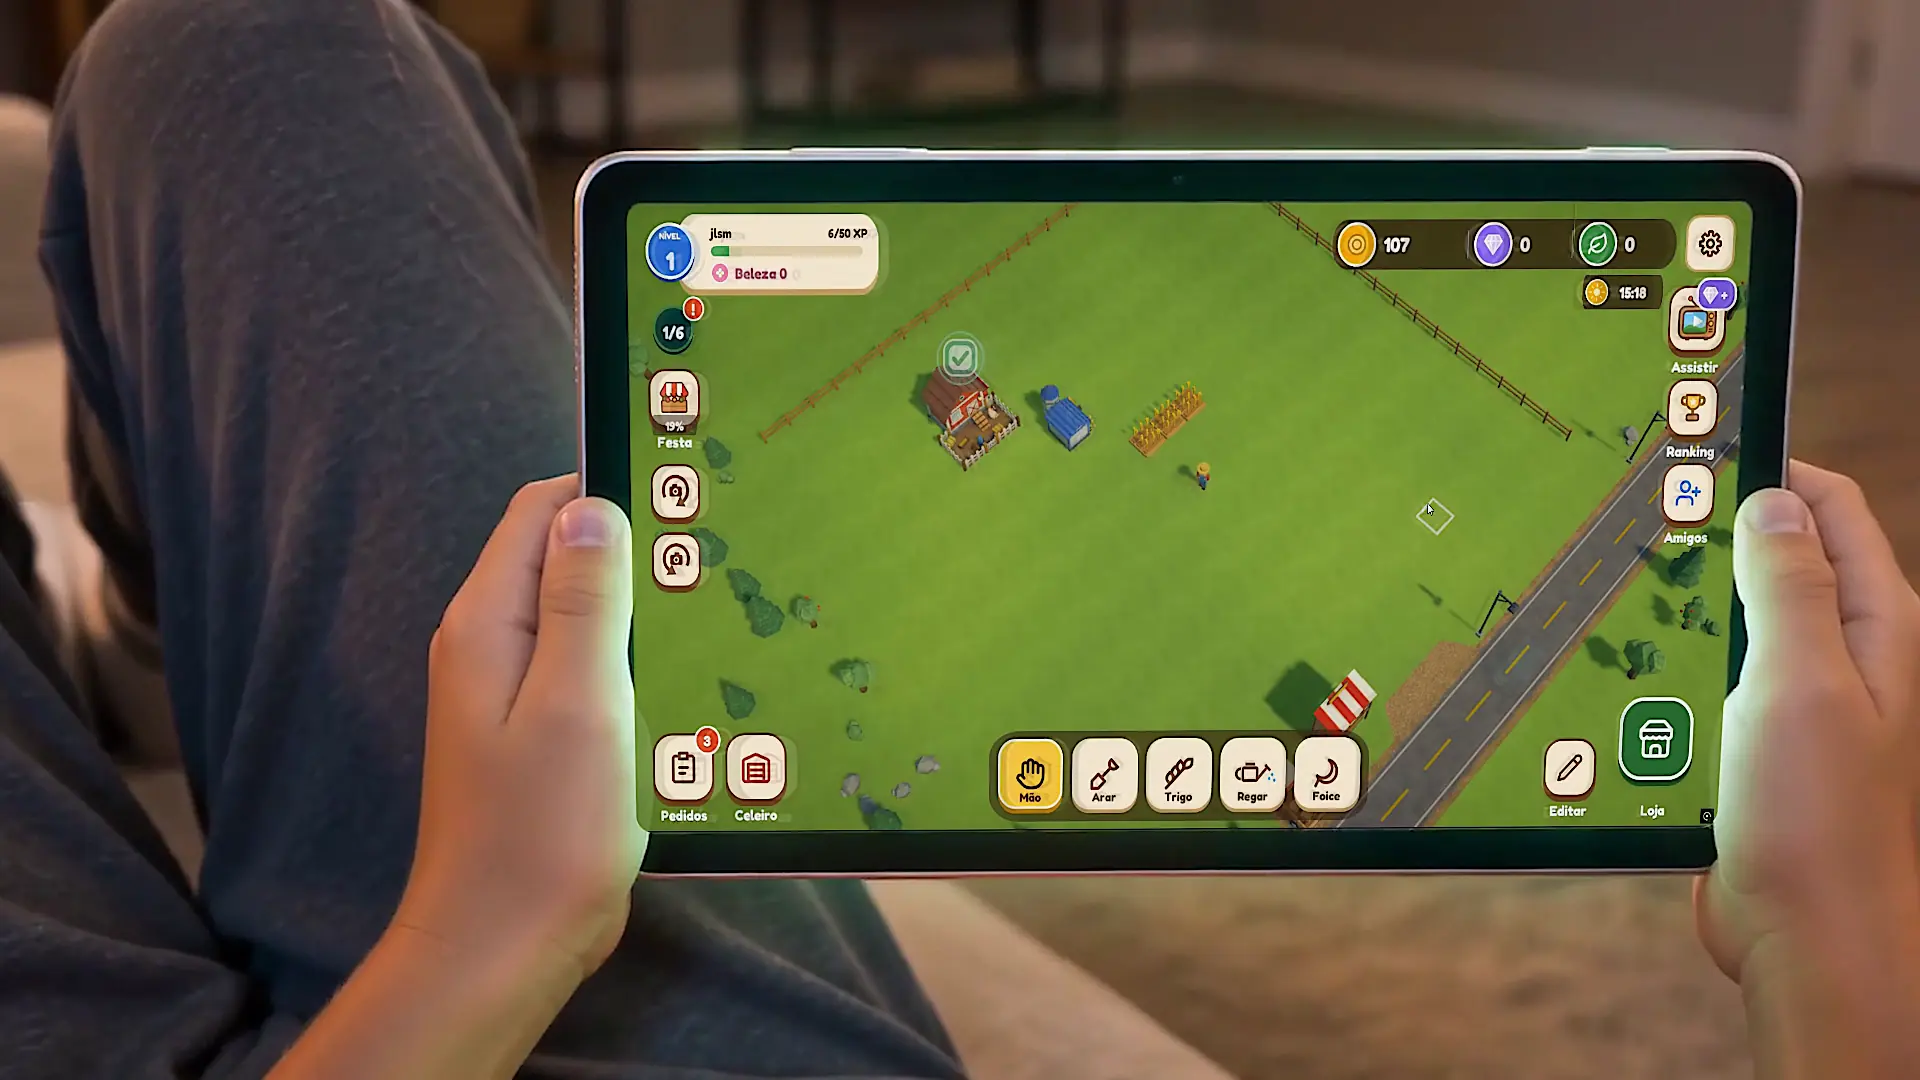 NÍVEL
1
jlsm
6/50 XP
Beleza 0
107
0
0
15:18
1/6
!
19%
Festa
Assistir
Ranking
Amigos
3
Pedidos
Celeiro
Mão
Arar
Trigo
Regar
Foice
Editar
Loja